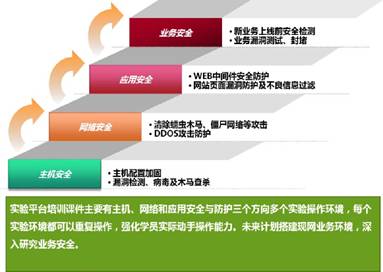 业务安全
• 新业务上线前安全检测
• 业务漏洞测试、封堵
应用安全
• WEB中间件安全防护
• 网站页面漏洞防护及不良信息过滤
网络安全
• 清除蠕虫木马、僵尸网络等攻击
• DDOS攻击防护
主机安全
• 主机配置加固
• 漏洞检测、病毒及木马查杀
实验平台培训课件主要有主机、网络和应用安全与防护三个方向多个实验操作环境，每个
实验环境都可以重复操作，强化学员实际动手操作能力。未来计划搭建现网业务环境，深
入研究业务安全。